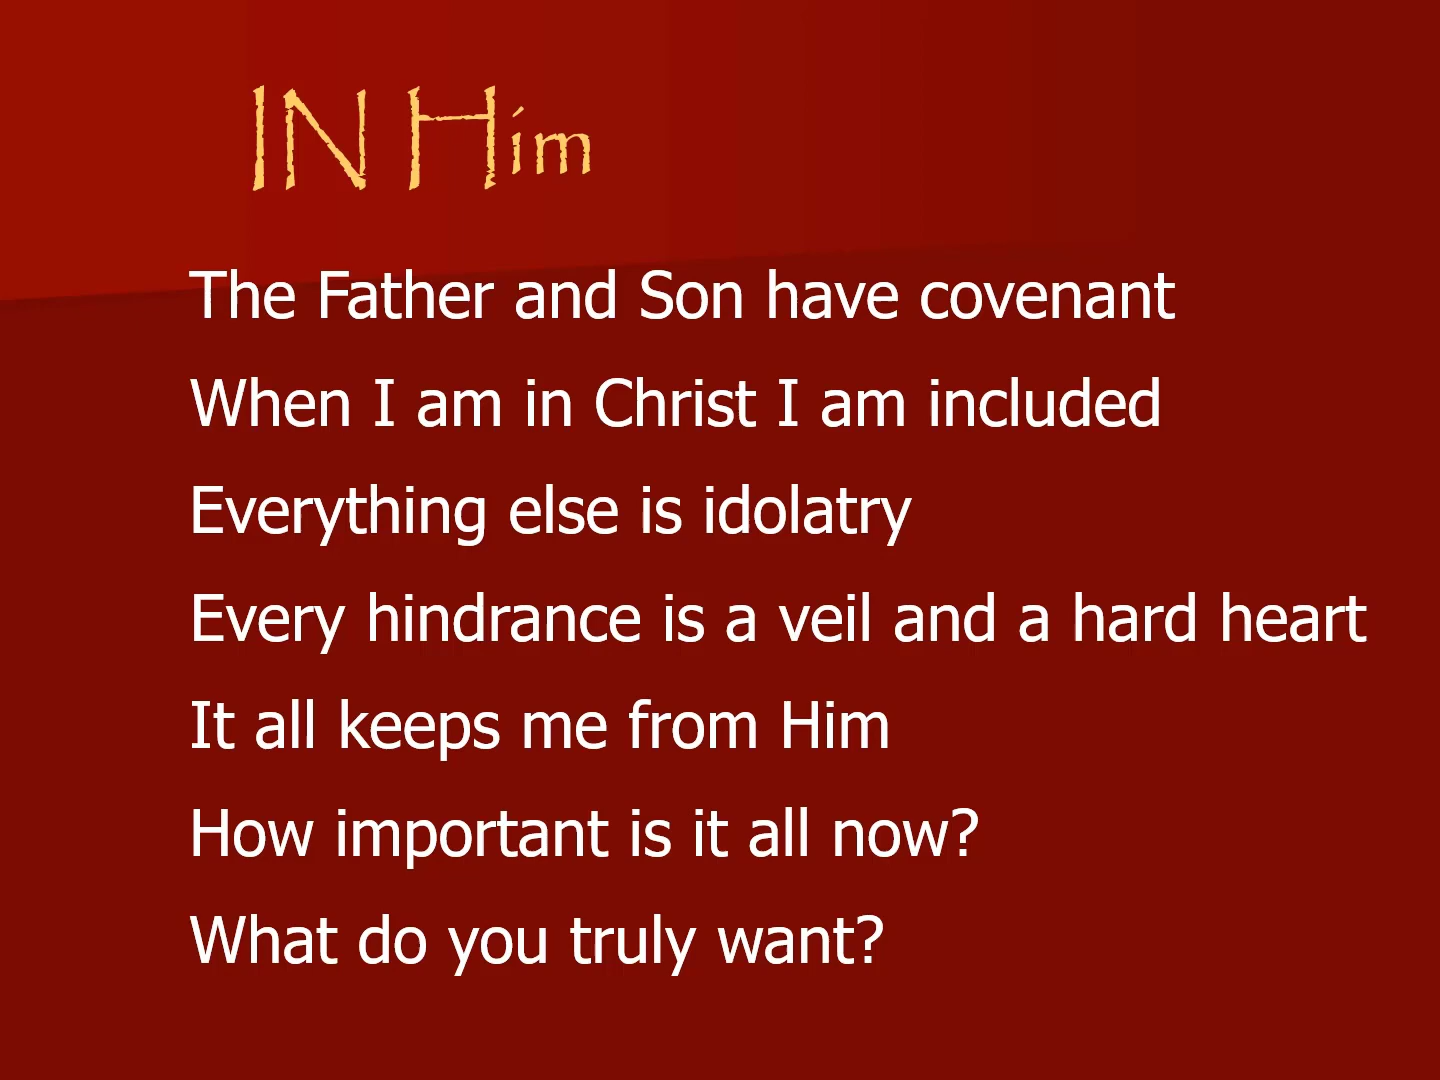 IN Him
The Father and Son have covenant
When I am in Christ I am included
Everything else is idolatry
Every hindrance is a veil and a hard heart
It all keeps me from Him
How important is it all now?
What do you truly want?